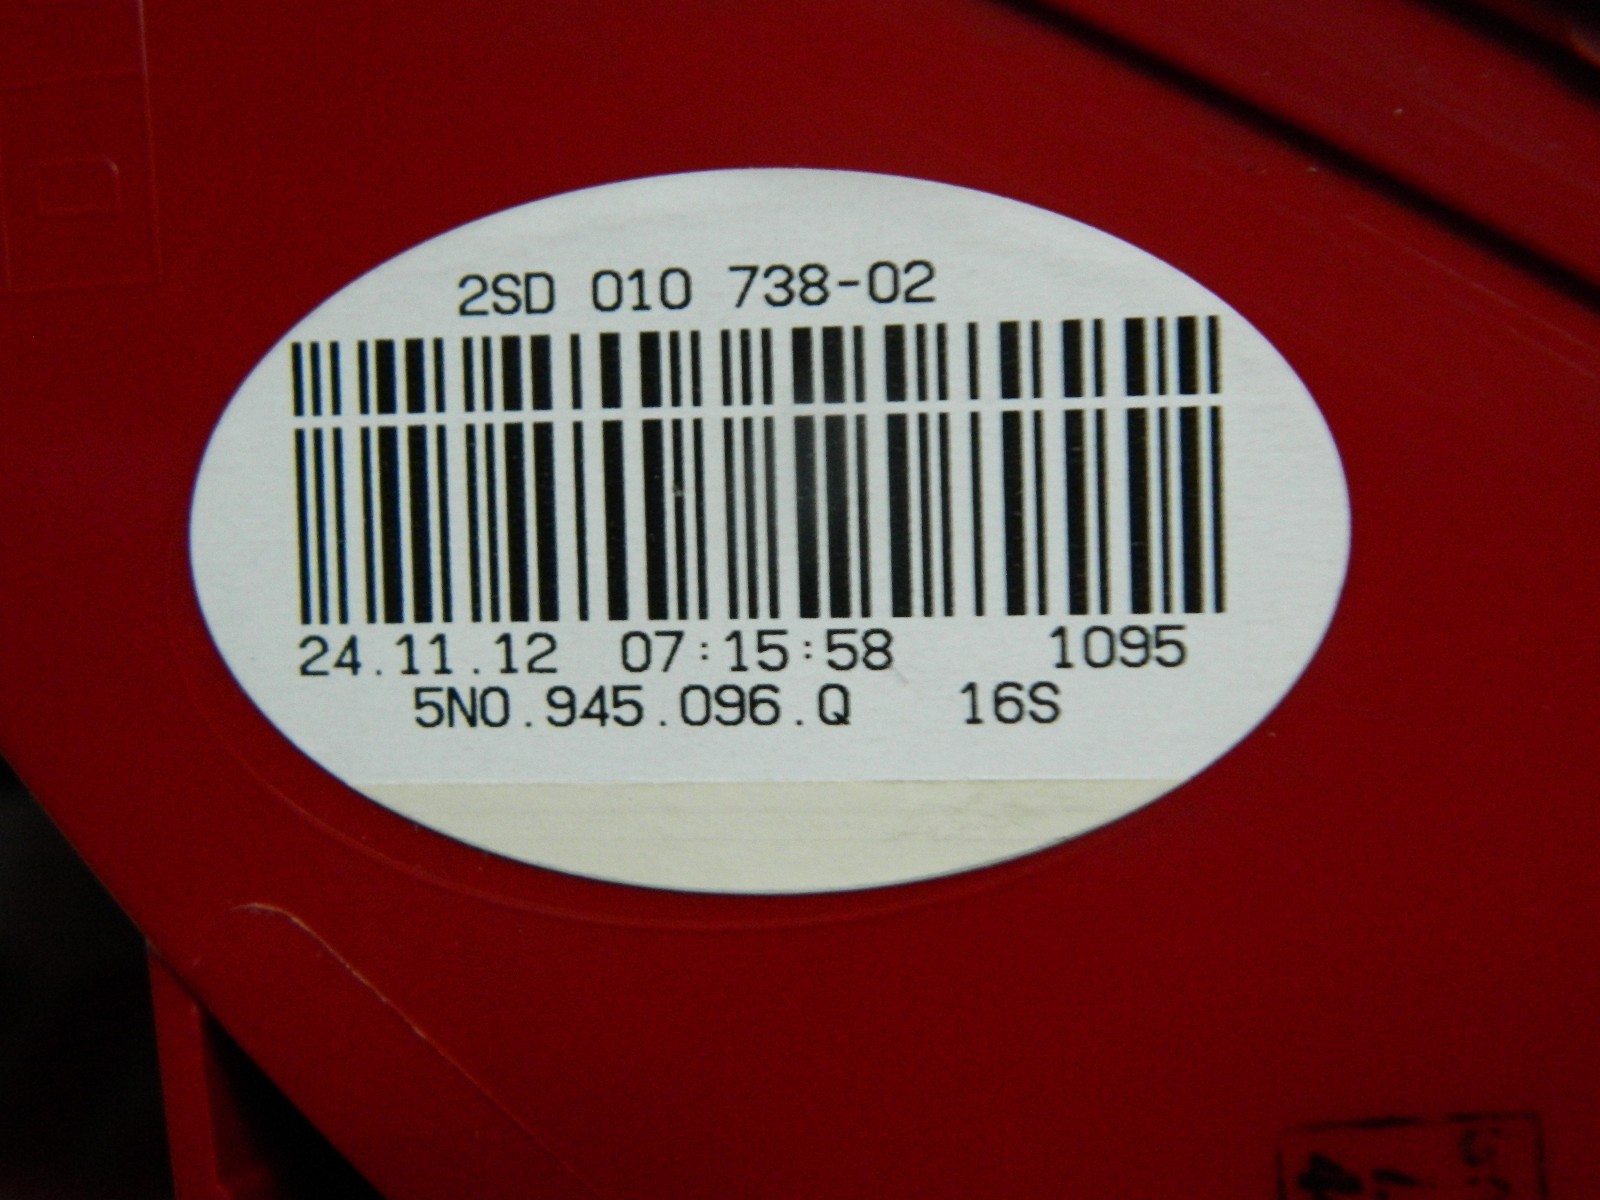 2SD 010 738-02
24.11.12 07:15:58 1095
5N0.945.096.Q 16S